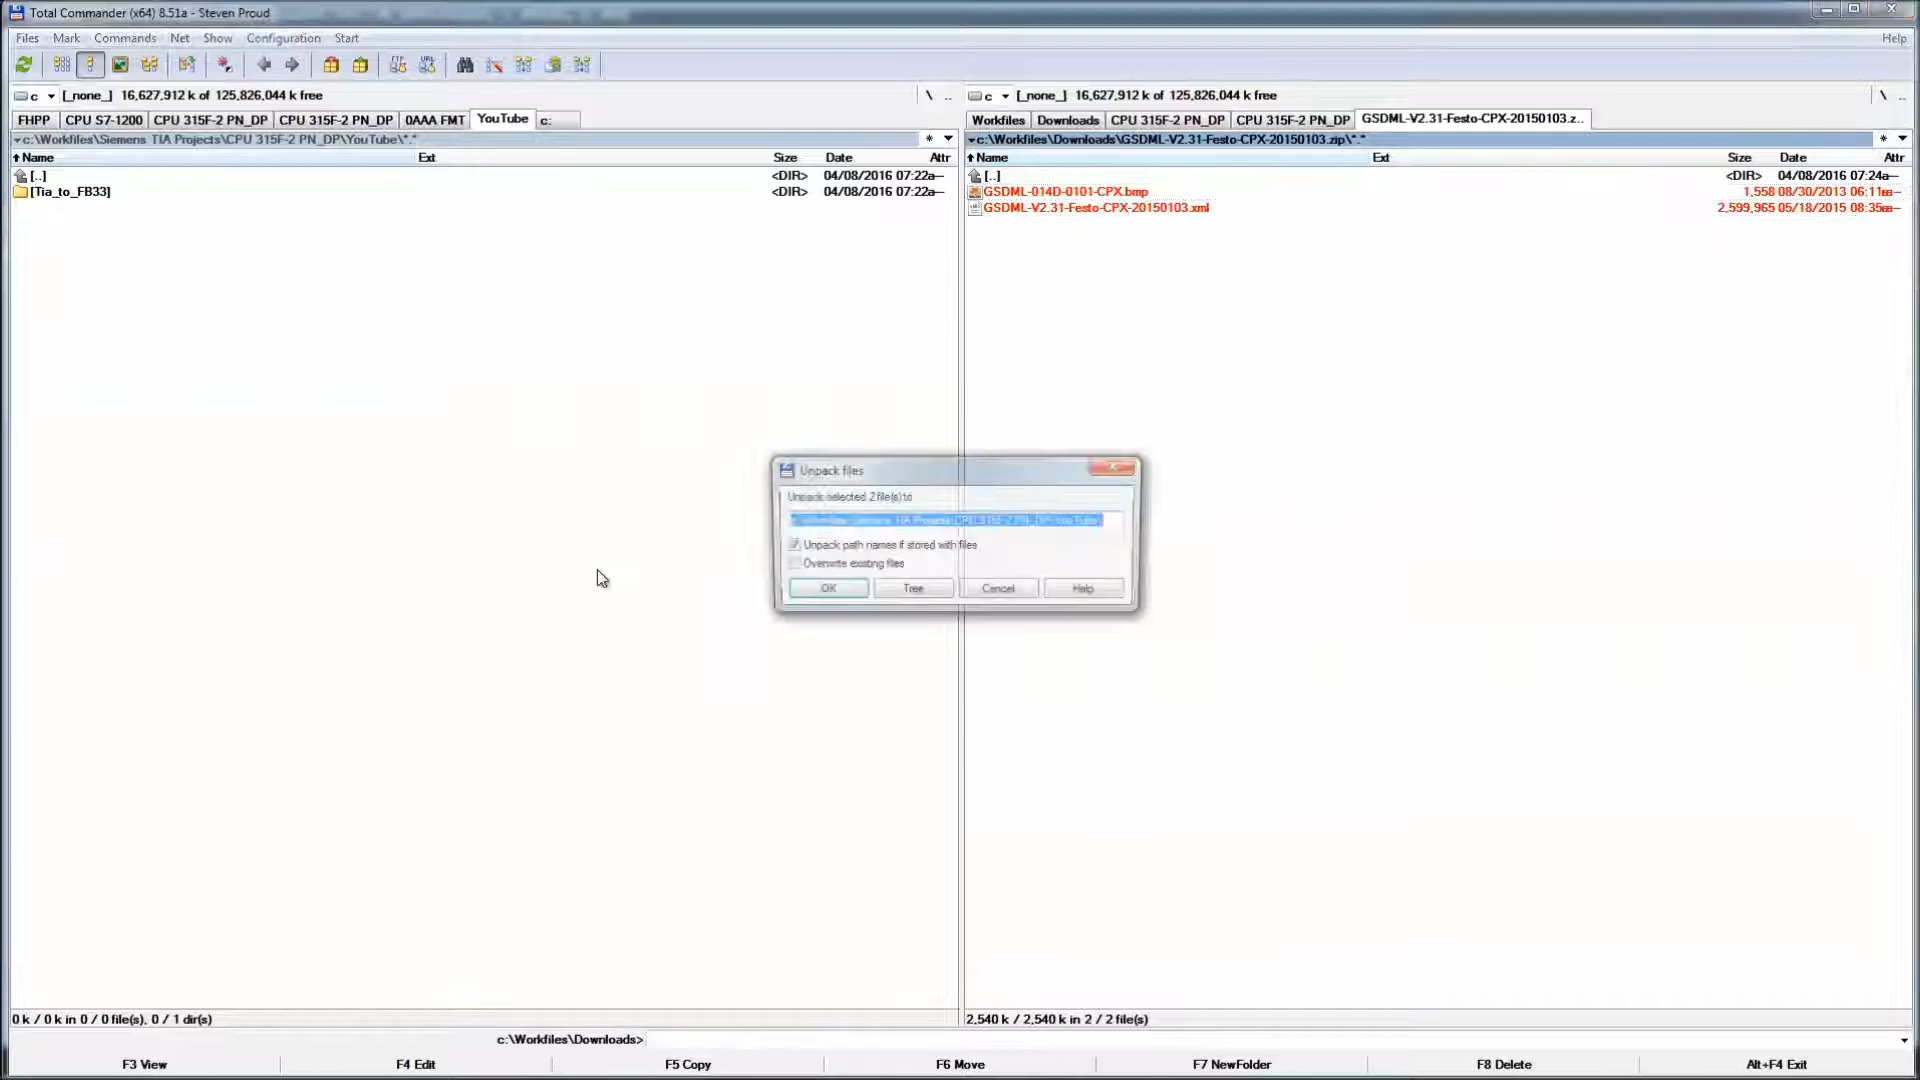 Total Commander (x64) 8.51a - Steven Proud
Files Mark Commands Net Show Configuration Start Help
c [_none_] 16,627,912 k of 125,826,044 k free \ ..
FHPP CPU S7-1200 CPU 315F-2 PN_DP CPU 315F-2 PN_DP 0AAA FMT YouTube c:
c:\Workfiles\Siemens TIA Projects\CPU 315F-2 PN_DP\YouTube\*.* *
Name Ext Size Date Attr
[..] <DIR> 04/08/2016 07:22a—
[Tia_to_FB33] <DIR> 04/08/2016 07:22a—
0 k / 0 k in 0 / 0 file(s), 0 / 1 dir(s)
c [_none_] 16,627,912 k of 125,826,044 k free \ ..
Workfiles Downloads CPU 315F-2 PN_DP CPU 315F-2 PN_DP GSDML-V2.31-Festo-CPX-20150103.z..
c:\Workfiles\Downloads\GSDML-V2.31-Festo-CPX-20150103.zip\*.* *
Name Ext Size Date Attr
[..] <DIR> 04/08/2016 07:24a—
GSDML-014D-0101-CPX.bmp 1,558 08/30/2013 06:11
GSDML-V2.31-Festo-CPX-20150103.xml 2,599,965 05/18/2015 08:35
2,540 k / 2,540 k in 2 / 2 file(s)
Unpack files
Unpack selected 2 file(s) to
c:\Workfiles\Siemens TIA Projects\CPU 315F-2 PN_DP\YouTube\
Unpack path names if stored with files
Overwrite existing files
OK Tree Cancel Help
c:\Workfiles\Downloads>
F3 View F4 Edit F5 Copy F6 Move F7 NewFolder F8 Delete Alt+F4 Exit